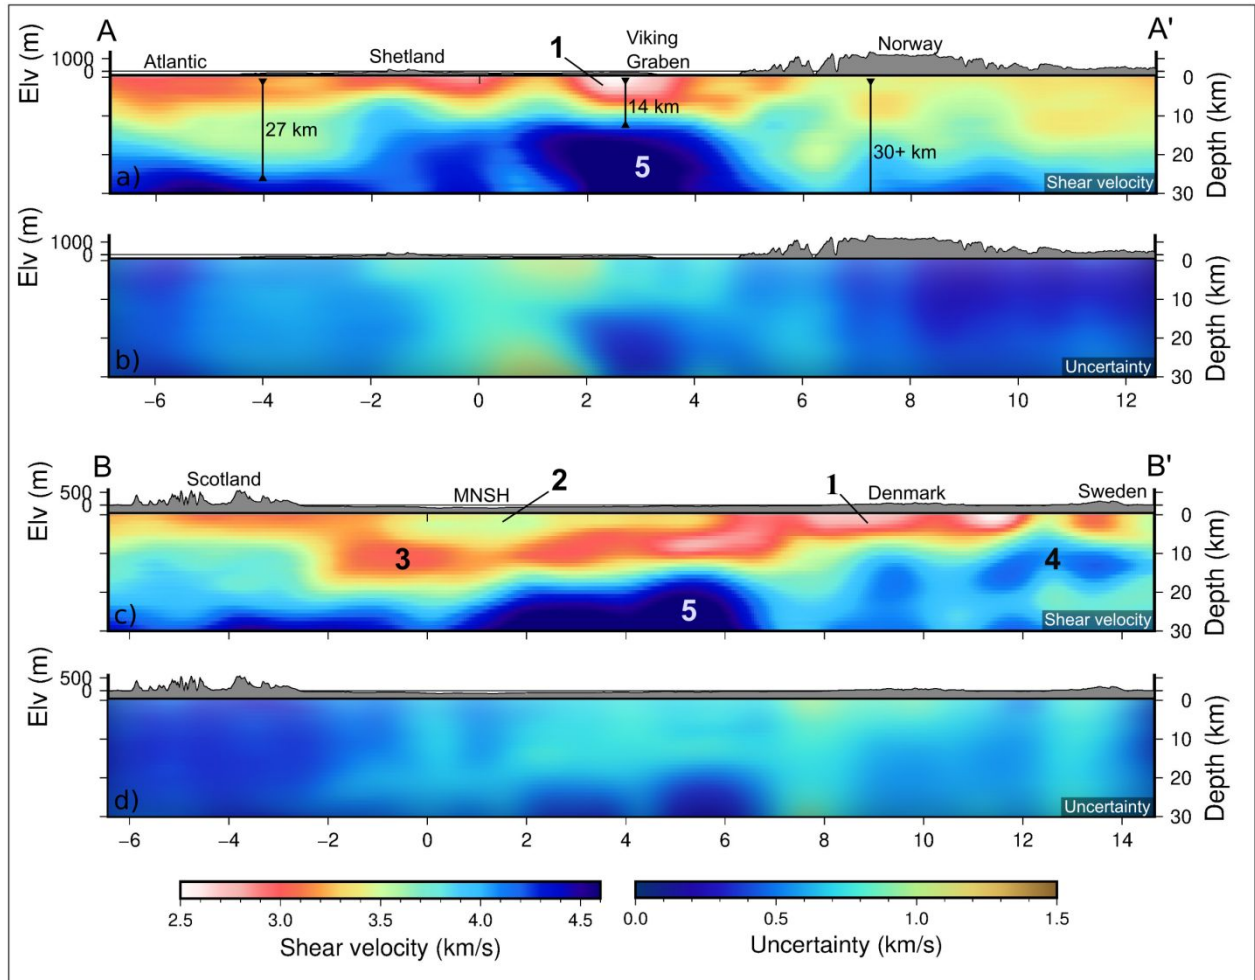 A A'
Elv (m)
1000
0
Atlantic
Shetland
1
Viking
Graben
Norway
27 km
14 km
30+ km
5
a)
Shear velocity
0
10
20
30
Depth (km)
Elv (m)
1000
0
b)
Uncertainty
0
10
20
30
Depth (km)
−6 −4 −2 0 2 4 6 8 10 12
B B'
Elv (m)
500
0
Scotland
MNSH
2
1
Denmark
Sweden
3
4
5
c)
Shear velocity
0
10
20
30
Depth (km)
Elv (m)
500
0
d)
Uncertainty
0
10
20
30
Depth (km)
−6 −4 −2 0 2 4 6 8 10 12 14
2.5 3.0 3.5 4.0 4.5
Shear velocity (km/s)
0.0 0.5 1.0 1.5
Uncertainty (km/s)